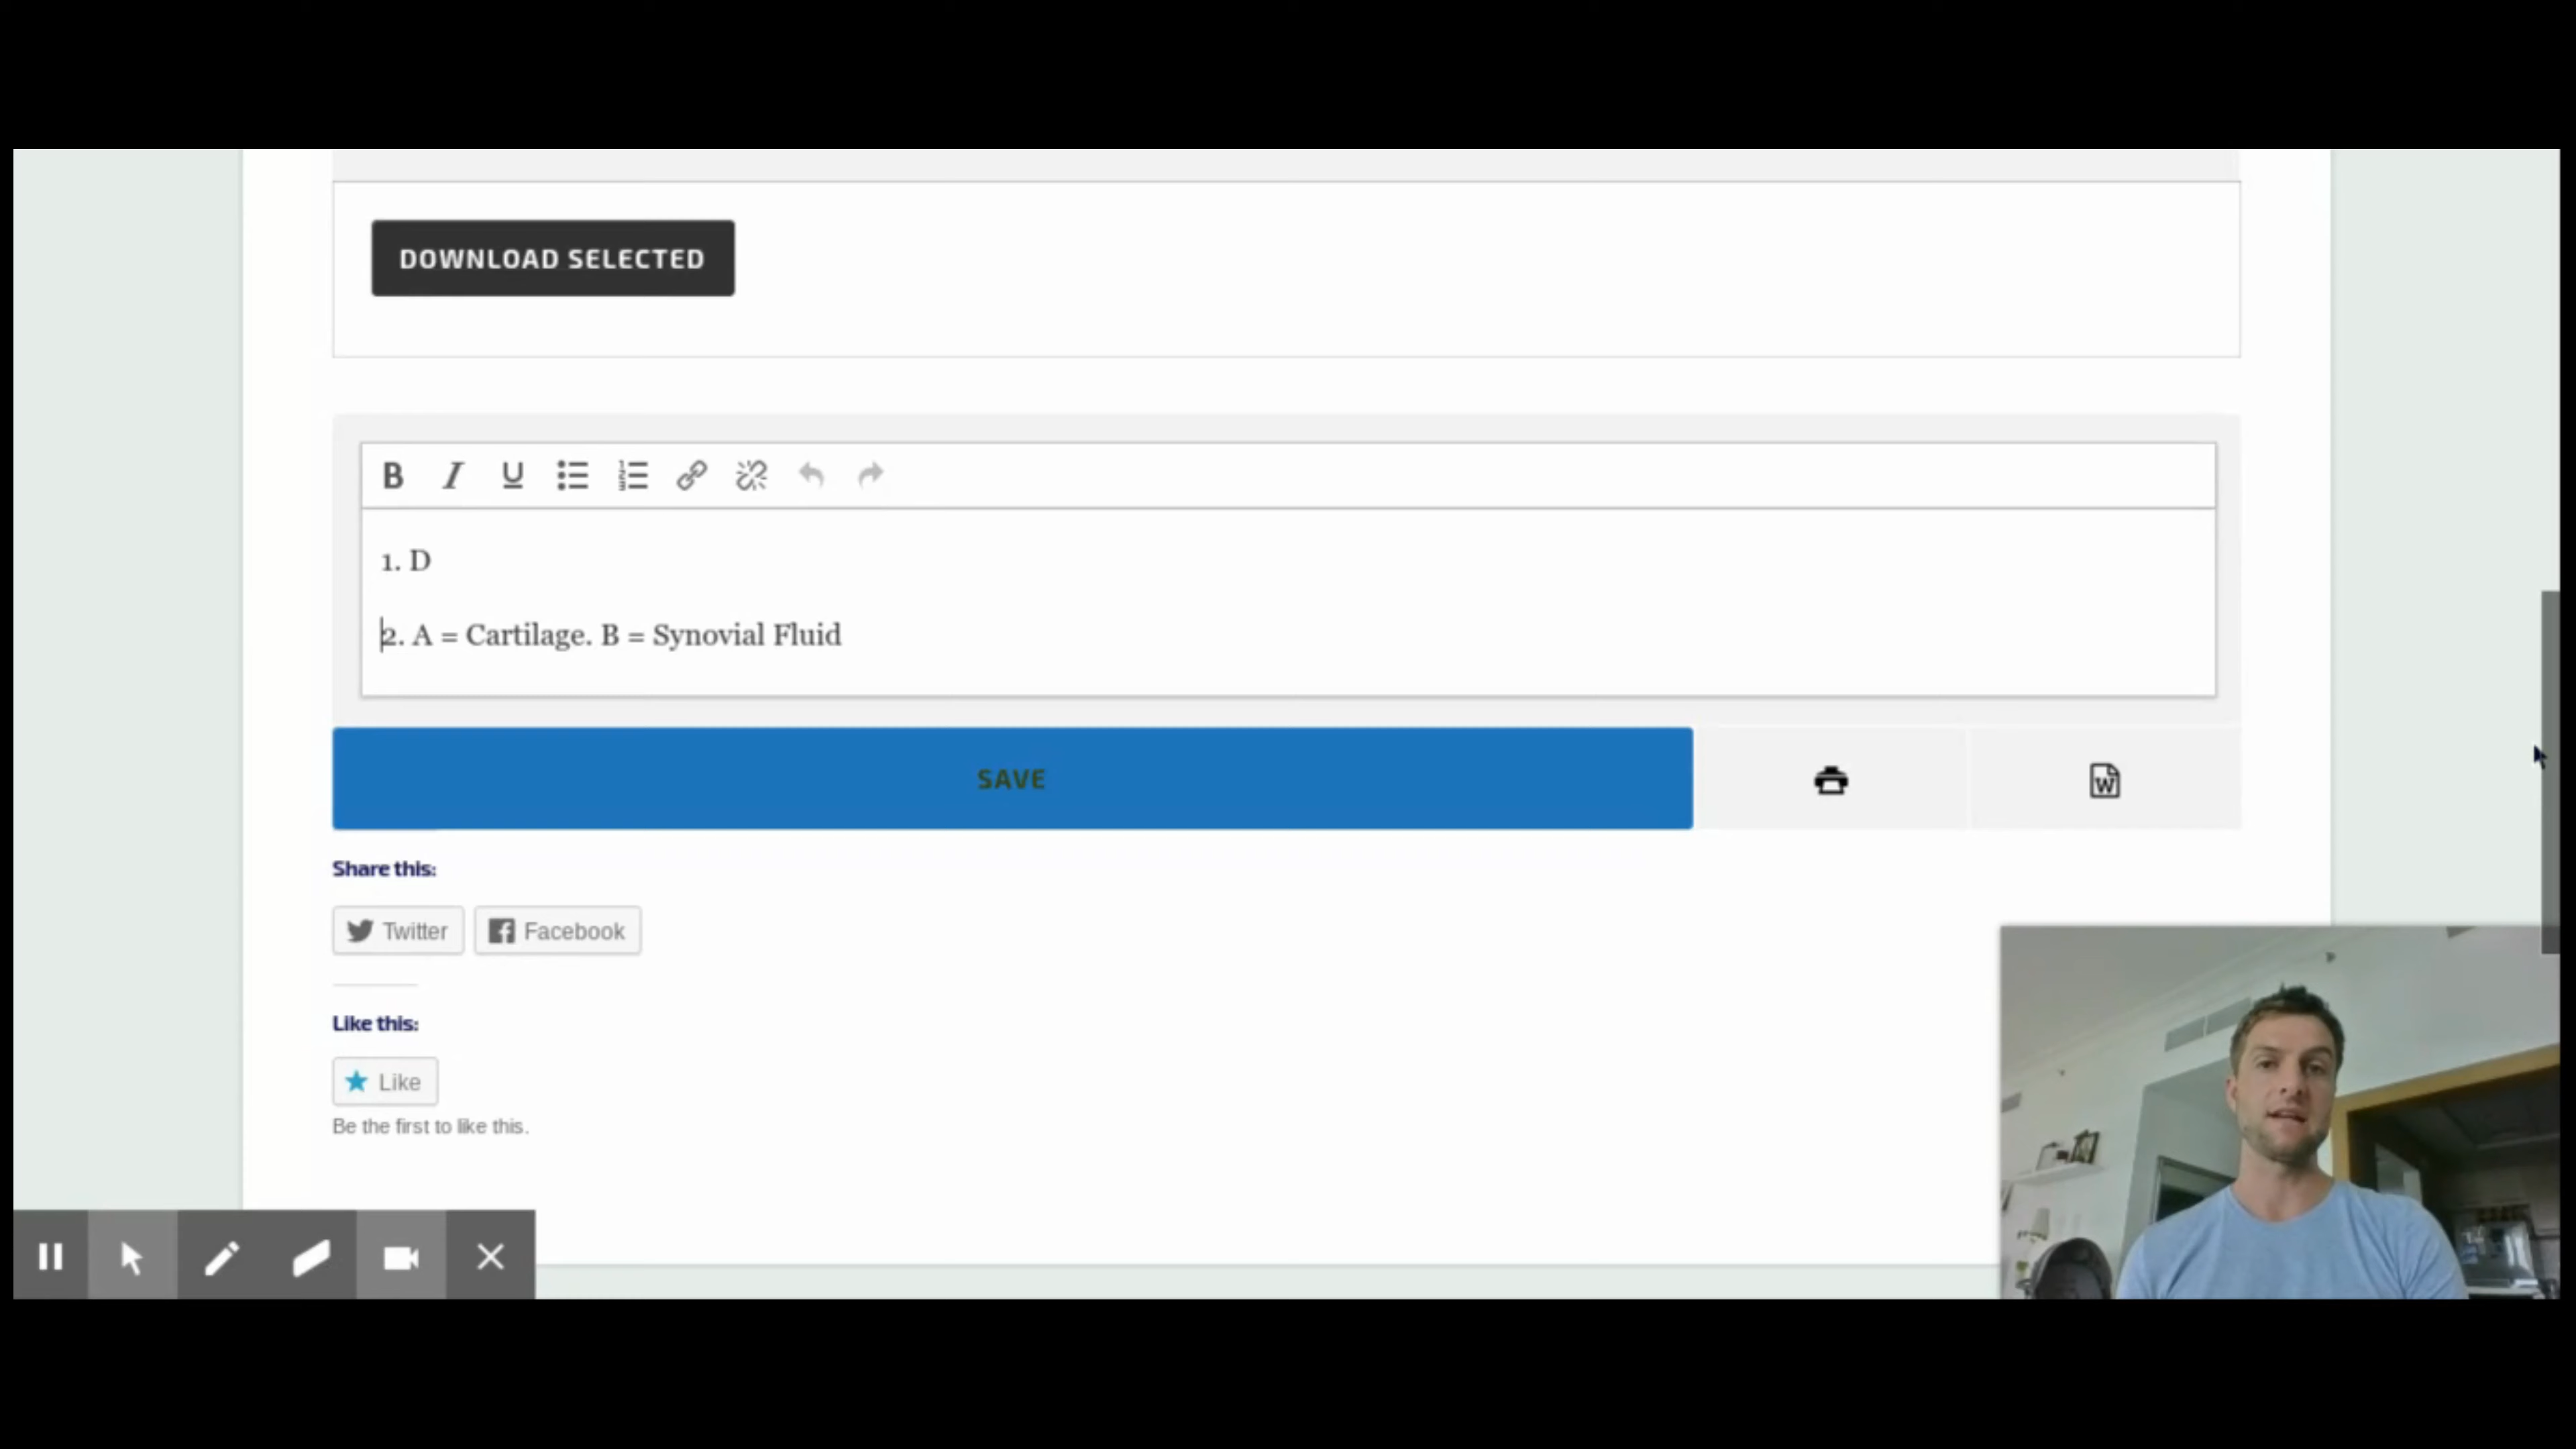 DOWNLOAD SELECTED
1. D
2. A = Cartilage. B = Synovial Fluid
SAVE
Share this:
Twitter
Facebook
Like this:
Like
Be the first to like this.